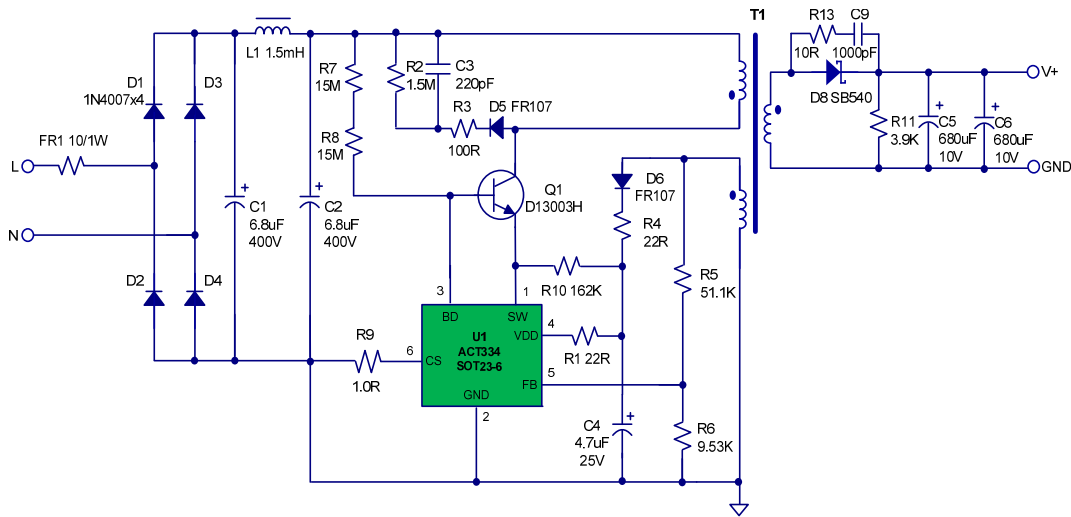 T1
R13
C9
10R
1000pF
V+
D8 SB540
L1 1.5mH
R7
15M
R2
1.5M
C3
220pF
D1
1N4007x4
D3
R3
D5 FR107
100R
R11
3.9K
C5
680uF
10V
C6
680uF
10V
R8
15M
FR1 10/1W
L
GND
Q1
D13003H
D6
FR107
C1
6.8uF
400V
C2
6.8uF
400V
R4
22R
N
D2
D4
R10 162K
R5
51.1K
3
1
BD
SW
4
VDD
U1
ACT334
SOT23-6
R9
6
CS
1.0R
R1 22R
5
FB
GND
2
C4
4.7uF
25V
R6
9.53K